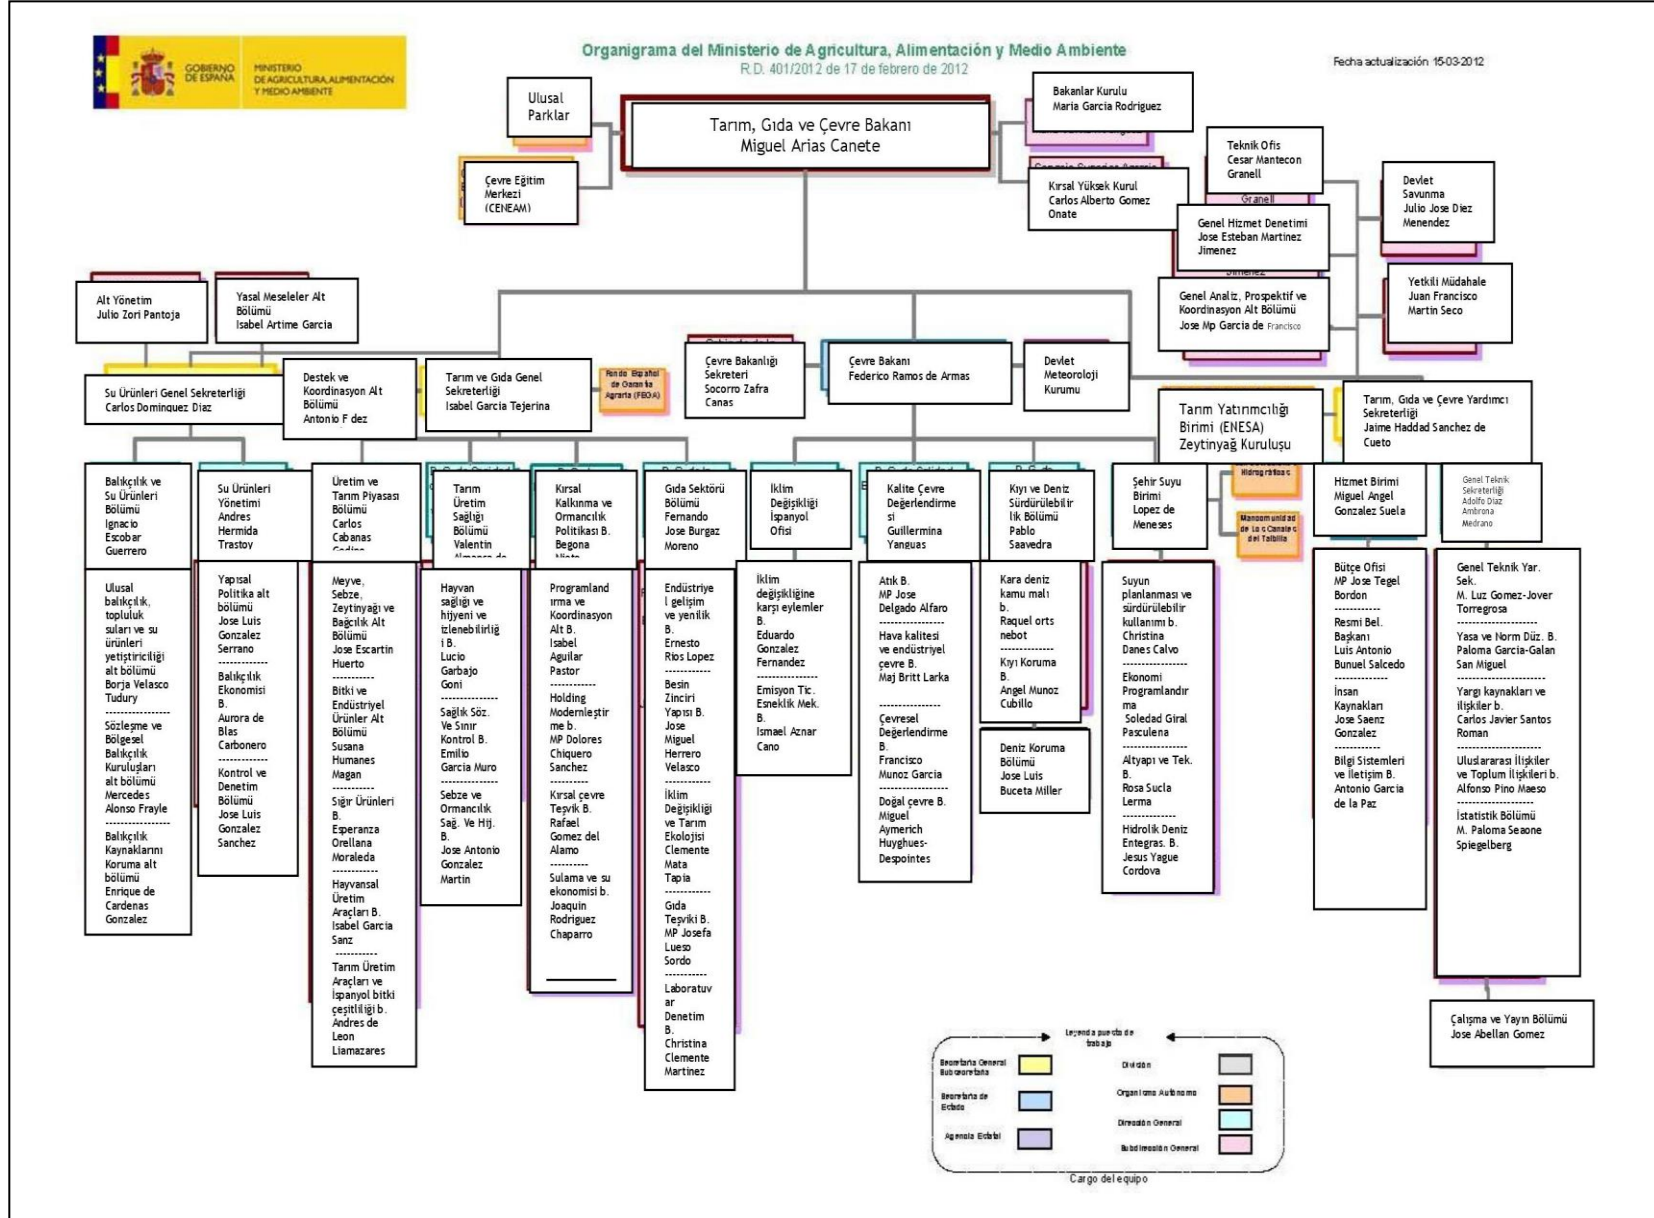 GOBIERNO
DE ESPAÑA
MINISTERIO
DE AGRICULTURA, ALIMENTACIÓN
Y MEDIO AMBIENTE
Organigrama del Ministerio de Agricultura, Alimentación y Medio Ambiente
R.D. 401/2012 de 17 de febrero de 2012
Fecha actualización 15-03-2012
Ulusal
Parklar
Tarım, Gıda ve Çevre Bakanı
Miguel Arias Canete
Bakanlar Kurulu
Maria Garcia Rodriguez
Çevre Eğitim
Merkezi
(CENEAM)
Kırsal Yüksek Kurul
Carlos Alberto Gomez
Onate
Teknik Ofis
Cesar Mantecon
Granell
Granell
Devlet
Savunma
Julio Jose Diez
Menendez
Genel Hizmet Denetimi
Jose Esteban Martinez
Jimenez
Jimenez
Genel Analiz, Prospektif ve
Koordinasyon Alt Bölümü
Jose Mp Garcia de Francisco
Yetkili Müdahale
Juan Francisco
Martin Seco
Alt Yönetim
Julio Zori Pantoja
Yasal Meseleler Alt
Bölümü
Isabel Artime Garcia
Su Ürünleri Genel Sekreterliği
Carlos Dominquez Diaz
Destek ve
Koordinasyon Alt
Bölümü
Antonio F dez
Tarım ve Gıda Genel
Sekreterliği
Isabel Garcia Tejerina
Fondo Español
de Garantía
Agraria (FEGA)
Çevre Bakanlığı
Sekreteri
Socorro Zafra
Canas
Çevre Bakanı
Federico Ramos de Armas
Devlet
Meteoroloji
Kurumu
Tarım Yatırımcılığı
Birimi (ENESA)
Zeytinyağ Kuruluşu
Tarım, Gıda ve Çevre Yardımcı
Sekreterliği
Jaime Haddad Sanchez de
Cueto
Balıkçılık ve
Su Ürünleri
Bölümü
Ignacio
Escobar
Guerrero
Su Ürünleri
Yönetimi
Andres
Hermida
Trastoy
Üretim ve
Tarım Piyasası
Bölümü
Carlos
Cabanas
Godino
Tarım
Üretim
Sağlığı
Bölümü
Valentin
Kırsal
Kalkınma ve
Ormancılık
Politikası B.
Begona
Nieto
Gıda Sektörü
Bölümü
Fernando
Jose Burgaz
Moreno
İklim
Değişikliği
İspanyol
Ofisi
Kalite Çevre
Değerlendirme
si
Guillermina
Yanguas
Kıyı ve Deniz
Sürdürülebilir
lik Bölümü
Pablo
Saavedra
Şehir Suyu
Birimi
Lopez de
Meneses
Hidrográficas
Mancomunidad
de Los Canales
del Taibilla
Hizmet Birimi
Miguel Angel
Gonzalez Suela
Genel Teknik
Sekreterliği
Adolfo Diaz
Ambrona
Medrano
Ulusal
balıkçılık,
topluluk
suları ve su
ürünleri
yetiştiriciliği
alt bölümü
Borja Velasco
Tudury
Sözleşme ve
Bölgesel
Balıkçılık
Kuruluşları
alt bölümü
Mercedes
Alonso Frayle
Balıkçılık
Kaynaklarını
Koruma alt
bölümü
Enrique de
Cardenas
Gonzalez
Yapısal
Politika alt
bölümü
Jose Luis
Gonzalez
Serrano
Balıkçılık
Ekonomisi
B.
Aurora de
Blas
Carbonero
Kontrol ve
Denetim
Bölümü
Jose Luis
Gonzalez
Sanchez
Meyve,
Sebze,
Zeytinyağı ve
Bağcılık Alt
Bölümü
Jose Escartin
Huerto
Bitki ve
Endüstriyel
Ürünler Alt
Bölümü
Susana
Humanes
Magan
Sığır Ürünleri
B.
Esperanza
Orellana
Moraleda
Hayvansal
Üretim
Araçları B.
Isabel Garcia
Sanz
Tarım Üretim
Araçları ve
İspanyol bitki
çeşitliliği b.
Andres de
Leon
Liamazares
Hayvan
sağlığı ve
hijyeni ve
izlenebilirliğ
i B.
Lucio
Garbajo
Goni
Sağlık Söz.
Ve Sınır
Kontrol B.
Emilio
Garcia Muro
Sebze ve
Ormancılık
Sağ. Ve Hij.
B.
Jose Antonio
Gonzalez
Martin
Programland
ırma ve
Koordinasyon
Alt B.
Isabel
Aguilar
Pastor
Holding
Modernleştir
me b.
MP Dolores
Chiquero
Sanchez
Kırsal çevre
Teşvik B.
Rafael
Gomez del
Alamo
Sulama ve su
ekonomisi b.
Joaquin
Rodriguez
Chaparro
Endüstriye
l gelişim
ve yenilik
B.
Ernesto
Rios Lopez
Besin
Zinciri
Yapısı B.
Jose
Miguel
Herrero
Velasco
İklim
Değişikliği
ve Tarım
Ekolojisi
Clemente
Mata
Tapia
Gıda
Teşviki B.
MP Josefa
Lueso
Sordo
Laboratuv
ar
Denetim
B.
Christina
Clemente
Martinez
İklim
değişikliğine
karşı eylemler
B.
Eduardo
Gonzalez
Fernandez
Emisyon Tic.
Esneklik Mek.
B.
Ismael Aznar
Cano
Atık B.
MP Jose
Delgado Alfaro
Hava kalitesi
ve endüstriyel
çevre B.
Maj Britt Larka
Çevresel
Değerlendirme
B.
Francisco
Munoz Garcia
Doğal çevre B.
Miguel
Aymerich
Huyghues-
Despointes
Kara deniz
kamu malı
b.
Raquel orts
nebot
Kıyı Koruma
B.
Angel Munoz
Cubillo
Deniz Koruma
Bölümü
Jose Luis
Buceta Miller
Suyun
planlanması ve
sürdürülebilir
kullanımı b.
Christina
Danes Calvo
Ekonomi
Programlandır
ma
Soledad Giral
Pasculena
Altyapı ve Tek.
B.
Rosa Sucla
Lerma
Hidrolik Deniz
Entegras. B.
Jesus Yague
Cordova
Bütçe Ofisi
MP Jose Tegel
Bordon
Resmi Bel.
Başkanı
Luis Antonio
Bunuel Salcedo
İnsan
Kaynakları
Jose Saenz
Gonzalez
Bilgi Sistemleri
ve İletişim B.
Antonio Garcia
de la Paz
Genel Teknik Yar.
Sek.
M. Luz Gomez-Jover
Torregrosa
Yasa ve Norm Düz. B.
Paloma Garcia-Galan
San Miguel
Yargı kaynakları ve
ilişkiler b.
Carlos Javier Santos
Roman
Uluslararası İlişkiler
ve Toplum İlişkileri b.
Alfonso Pino Maeso
İstatistik Bölümü
M. Paloma Seaone
Spiegelberg
Çalışma ve Yayın Bölümü
Jose Abellan Gomez
Leyenda puesto de
trabajo
Secretaría General
Subsecretaría
División
Secretaría de
Estado
Organismo Autónomo
Dirección General
Agencia Estatal
Subdirección General
Cargo del equipo